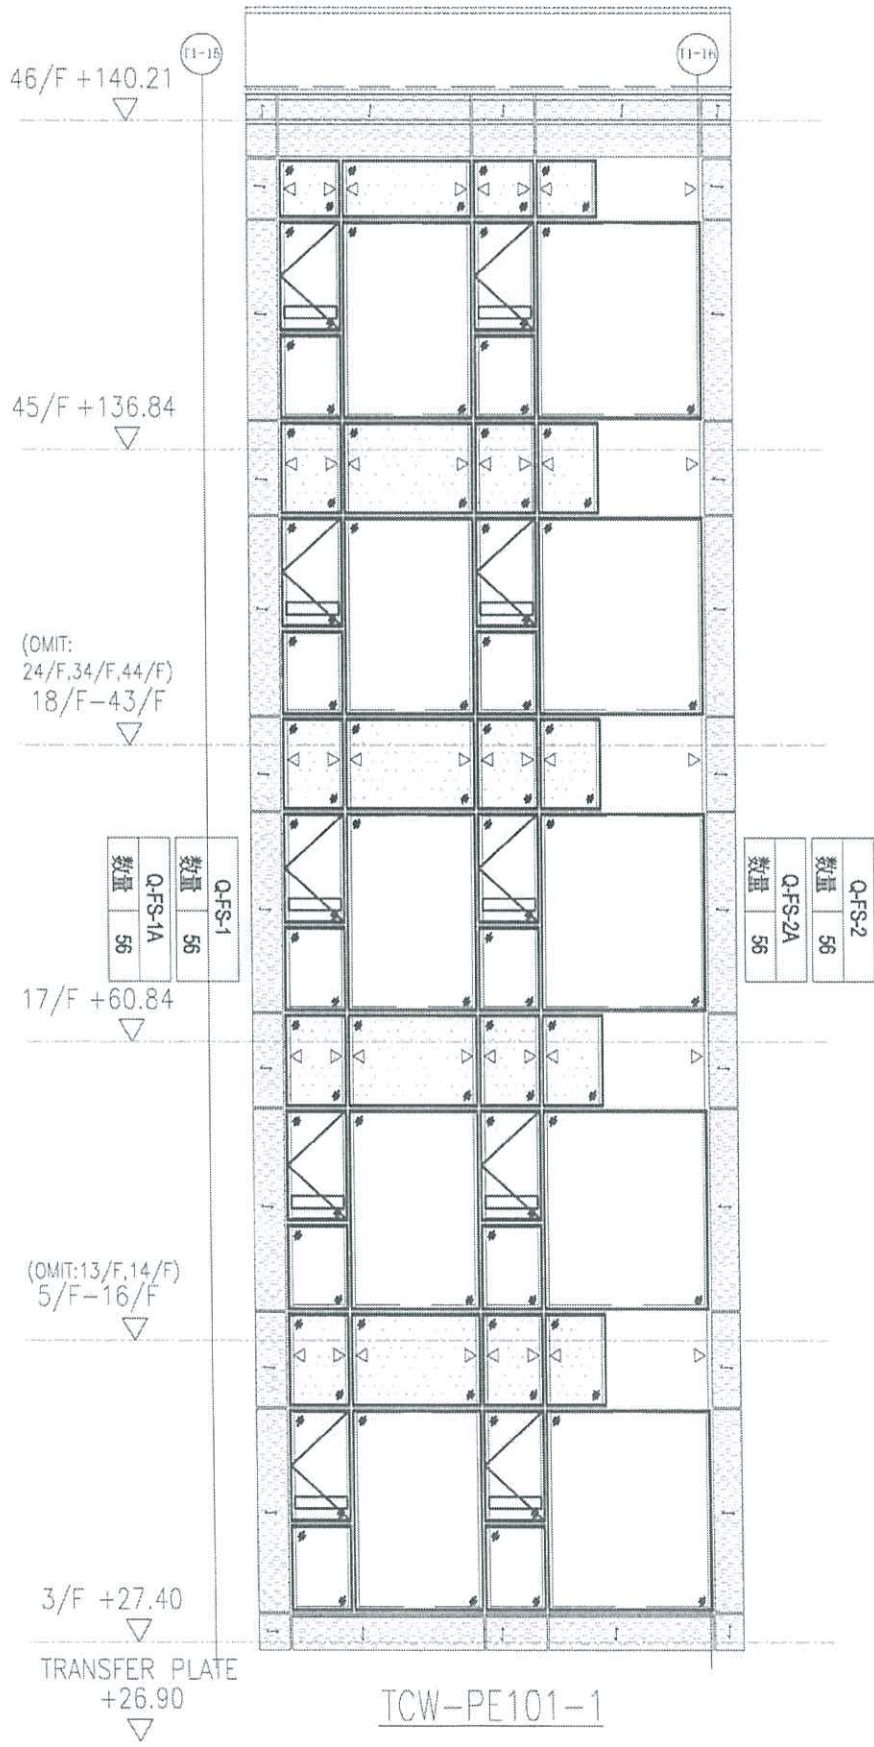 T1-15
T1-16
46/F +140.21
45/F +136.84
(OMIT:
24/F,34/F,44/F)
18/F-43/F
Q-FS-1
数量 56
Q-FS-1A
数量 56
Q-FS-2
数量 56
Q-FS-2A
数量 56
17/F +60.84
(OMIT:13/F,14/F)
5/F-16/F
3/F +27.40
TRANSFER PLATE
+26.90
TCW-PE101-1